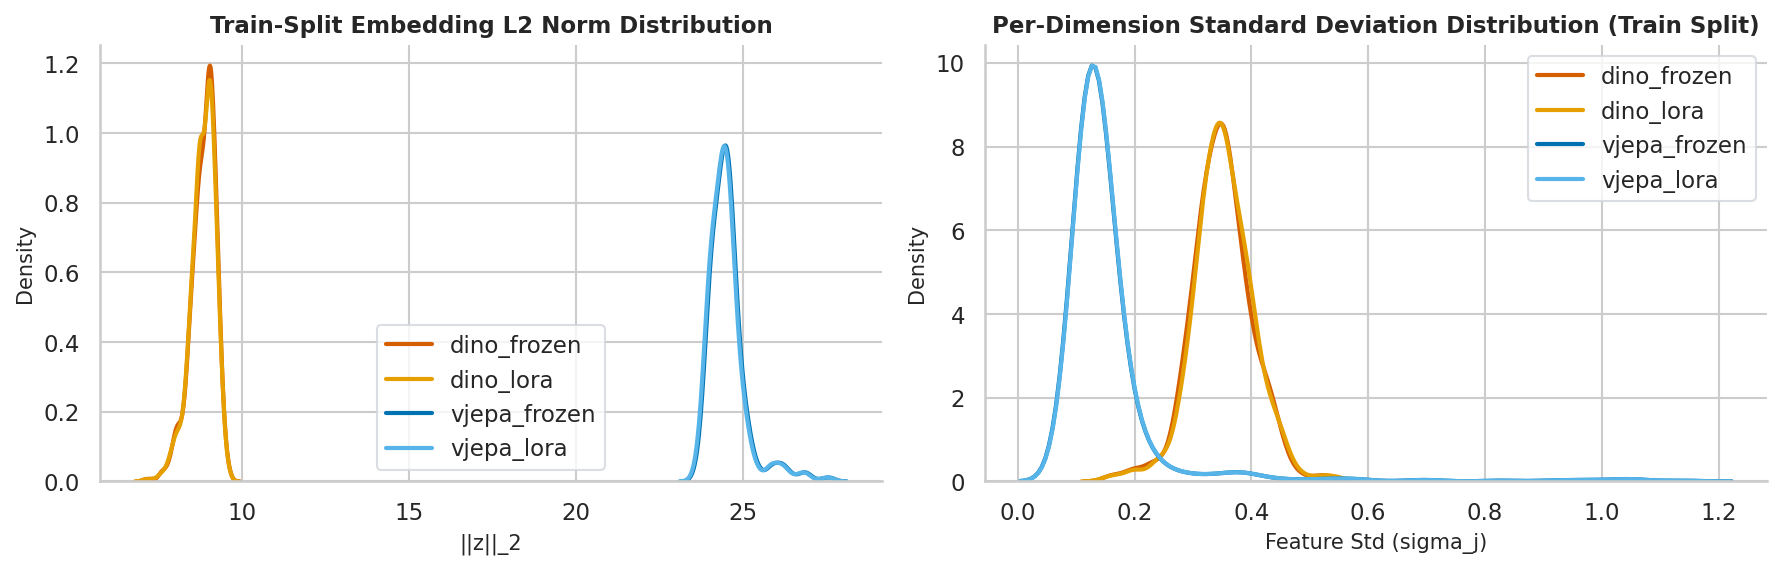 Train-Split Embedding L2 Norm Distribution
Density
1.2
1.0
0.8
0.6
0.4
0.2
0.0
10
15
20
25
||z||_2
dino_frozen
dino_lora
vjepa_frozen
vjepa_lora
Per-Dimension Standard Deviation Distribution (Train Split)
Density
10
8
6
4
2
0
0.0
0.2
0.4
0.6
0.8
1.0
1.2
Feature Std (sigma_j)
dino_frozen
dino_lora
vjepa_frozen
vjepa_lora